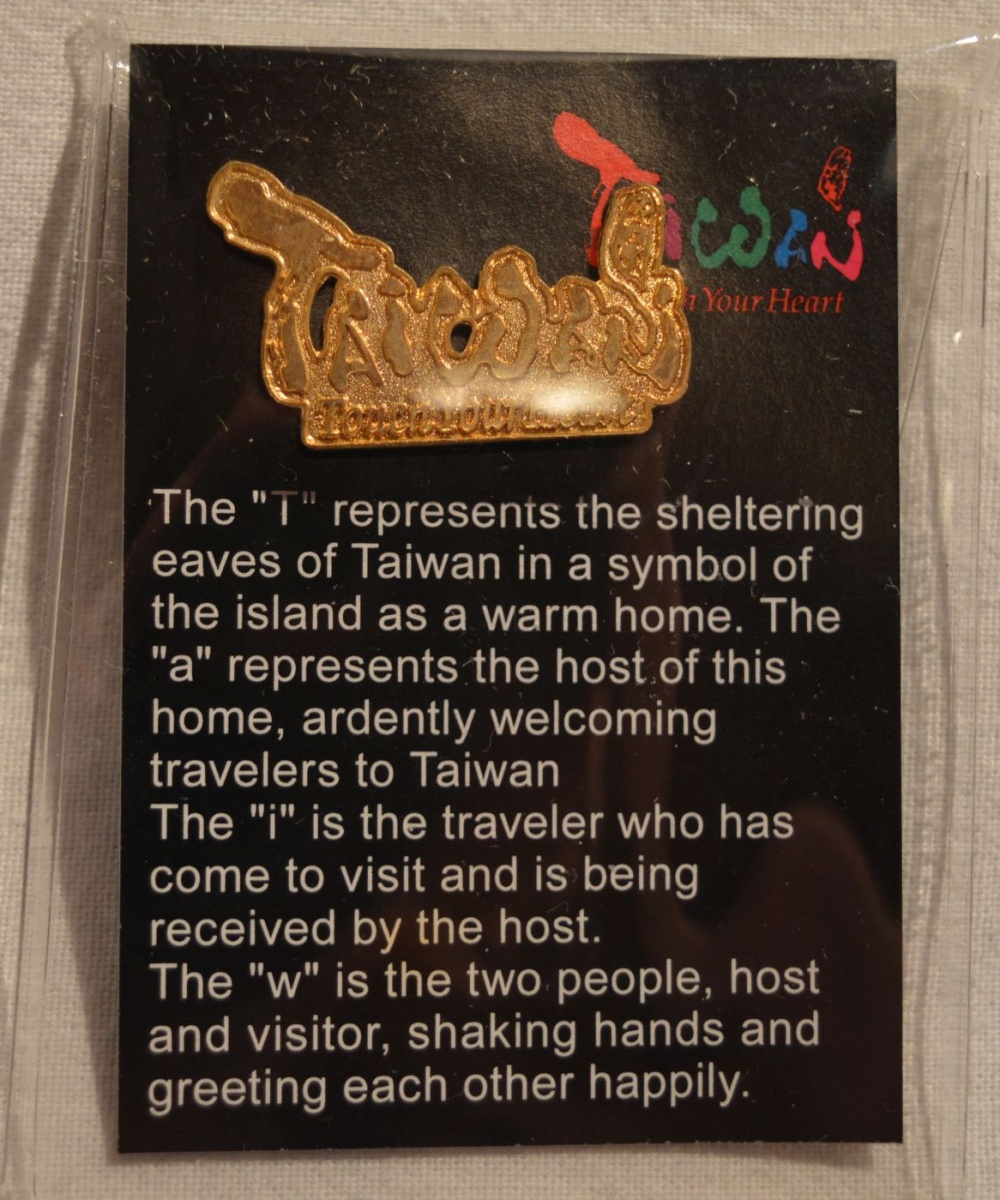 Taiwan
Taiwan
h Your Heart
Touch Your
The "T" represents the sheltering
eaves of Taiwan in a symbol of
the island as a warm home. The
"a" represents the host of this
home, ardently welcoming
travelers to Taiwan
The "i" is the traveler who has
come to visit and is being
received by the host.
The "w" is the two people, host
and visitor, shaking hands and
greeting each other happily.